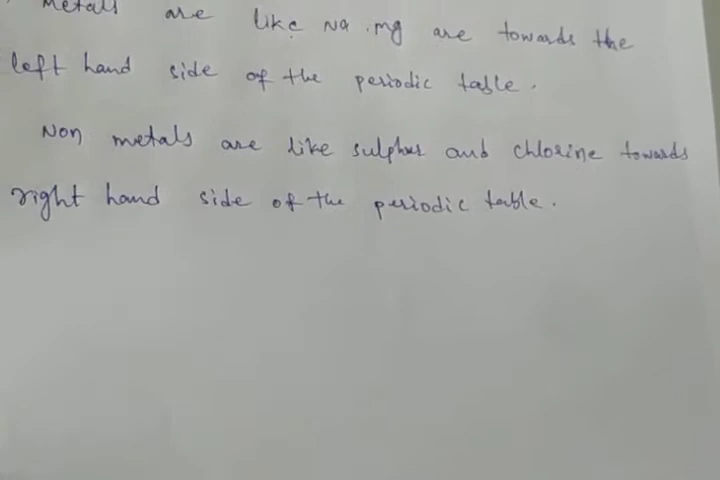 Metals are like Na . mg are towards the
left hand side of the periodic table .
Non metals are like sulphur and chlorine towards
right hand side of the periodic table .